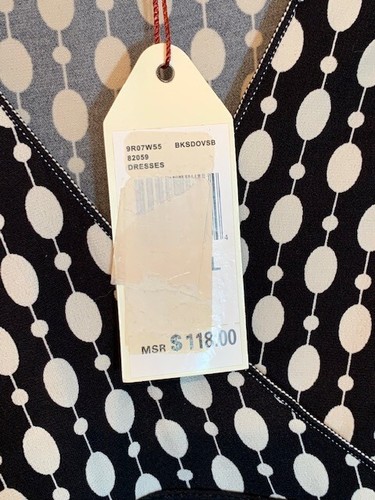 9R07W55 BKSDOV5B
82059
DRESSES
L
MSR $118.00